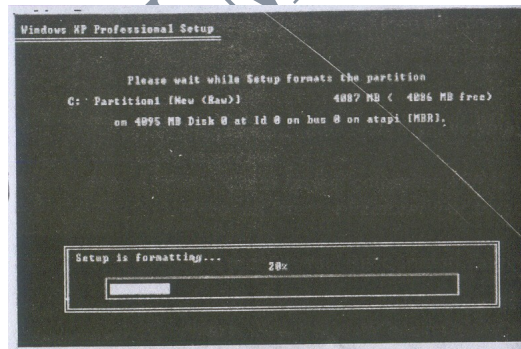 Windows XP Professional Setup
Please wait while Setup formats the partition
C: Partition1 [New (Raw)] 4087 MB ( 4086 MB free)
on 4095 MB Disk 0 at Id 0 on bus 0 on atapi [MBR].
Setup is formatting...
20%